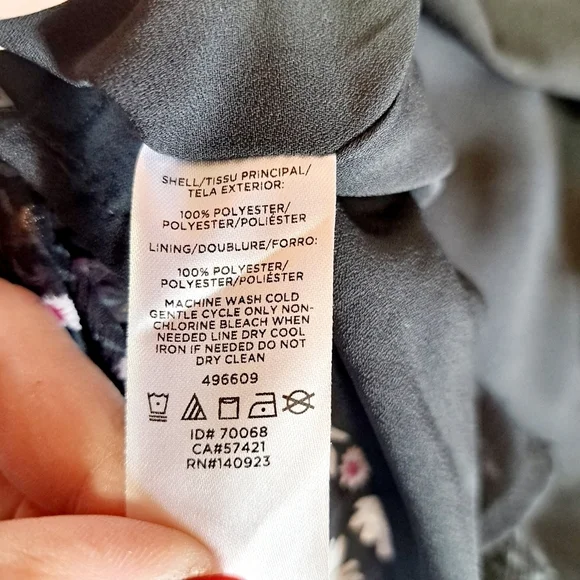 SHELL/TISSU PRINCIPAL/
TELA EXTERIOR:
100% POLYESTER/
POLYESTER/POLIÉSTER
LINING/DOUBLURE/FORRO:
100% POLYESTER/
POLYESTER/POLIÉSTER
MACHINE WASH COLD
GENTLE CYCLE ONLY NON-
CHLORINE BLEACH WHEN
NEEDED LINE DRY COOL
IRON IF NEEDED DO NOT
DRY CLEAN
496609
ID# 70068
CA#57421
RN#140923